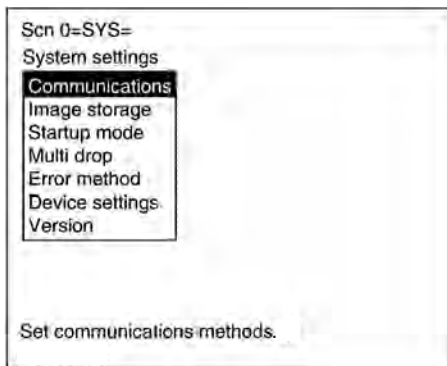 Scn 0=SYS=
System settings
Communications
Image storage
Startup mode
Multi drop
Error method
Device settings
Version
Set communications methods.